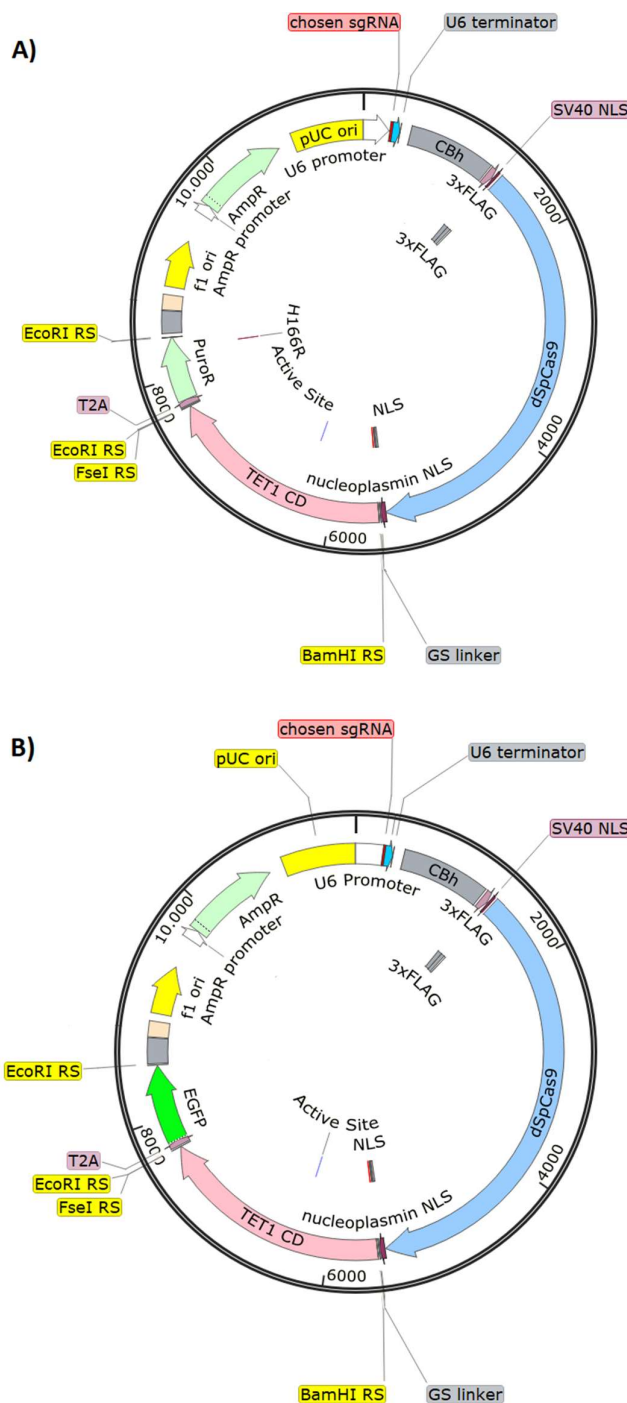 A)
chosen sgRNA
U6 terminator
SV40 NLS
pUC ori
U6 promoter
CBh
3xFLAG
3xFLAG
2000
dSpCas9
4000
10.000
AmpR
AmpR promoter
f1 ori
EcoRI RS
PuroR
H166R
Active Site
8000
T2A
EcoRI RS
FseI RS
NLS
nucleoplasmin NLS
TET1 CD
6000
BamHI RS
GS linker
B)
chosen sgRNA
pUC ori
U6 terminator
SV40 NLS
U6 Promoter
CBh
3xFLAG
3xFLAG
2000
dSpCas9
4000
10.000
AmpR
AmpR promoter
f1 ori
EcoRI RS
EGFP
Active Site
8000
T2A
EcoRI RS
FseI RS
NLS
nucleoplasmin NLS
TET1 CD
6000
BamHI RS
GS linker